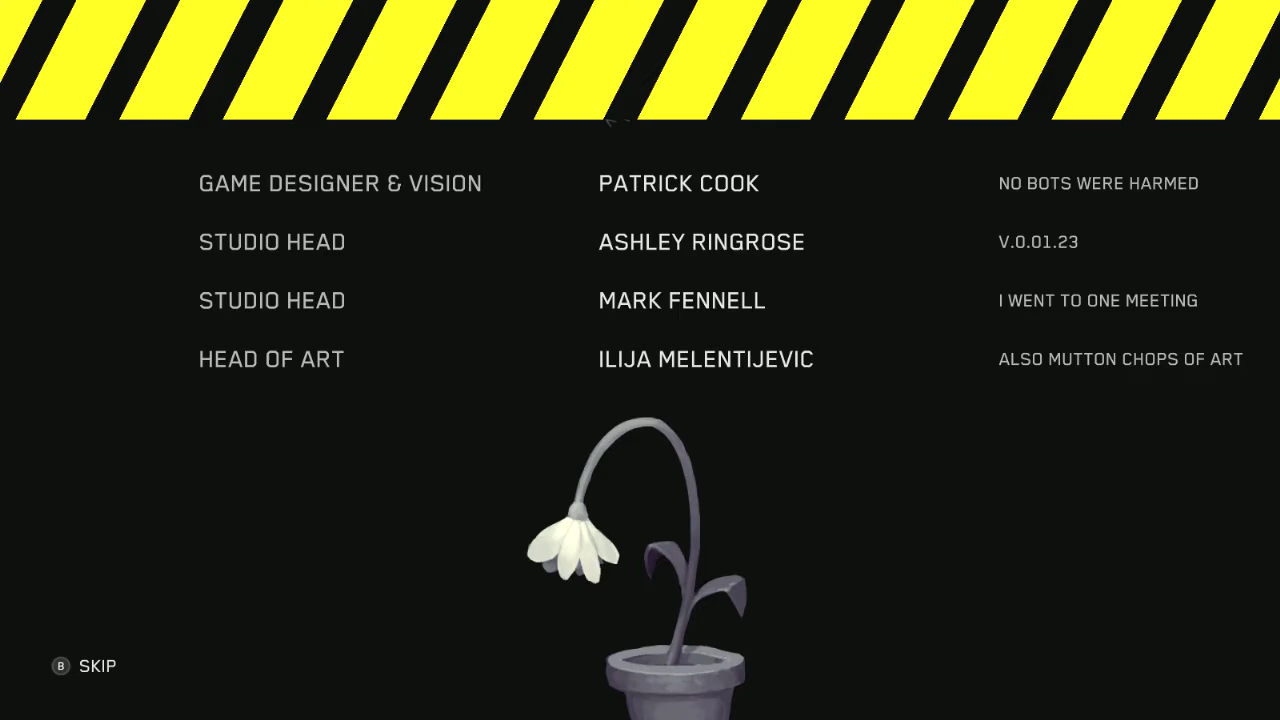 GAME DESIGNER & VISION PATRICK COOK NO BOTS WERE HARMED
STUDIO HEAD ASHLEY RINGROSE V.0.01.23
STUDIO HEAD MARK FENNELL I WENT TO ONE MEETING
HEAD OF ART ILIJA MELENTIJEVIC ALSO MUTTON CHOPS OF ART
B SKIP